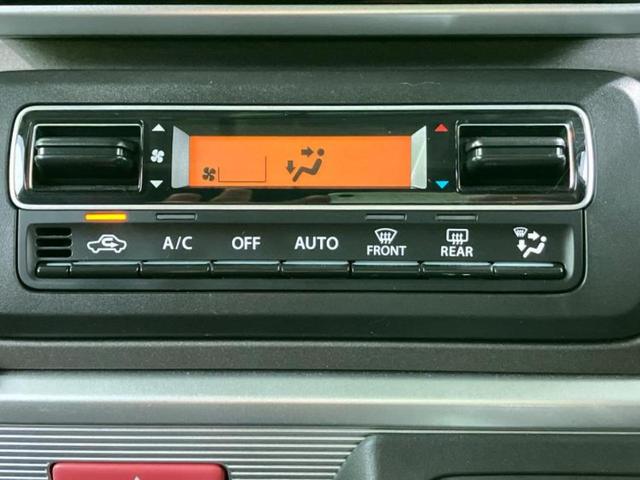 A/C OFF AUTO FRONT REAR